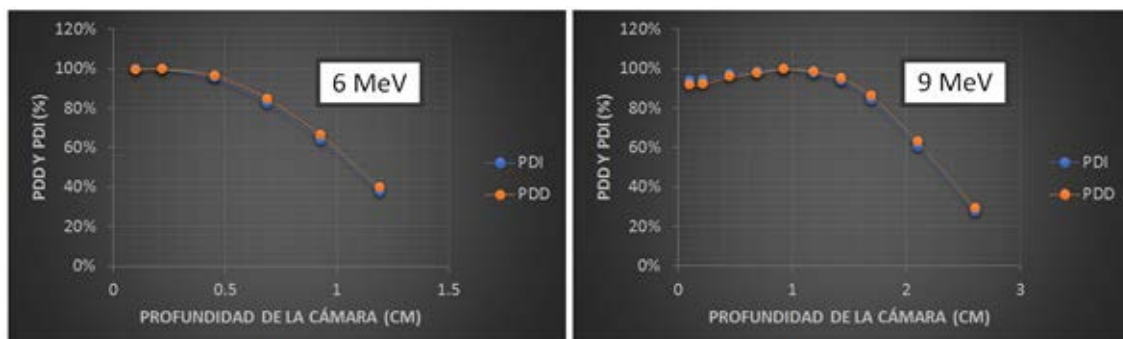 120%
100%
80%
60%
40%
20%
0%
PDD Y PDI (%)
6 MeV
PDI
PDD
0 0.5 1 1.5
PROFUNDIDAD DE LA CÁMARA (CM)
120%
100%
80%
60%
40%
20%
0%
PDD Y PDI (%)
9 MeV
PDI
PDD
0 1 2 3
PROFUNDIDAD DE LA CÁMARA (CM)